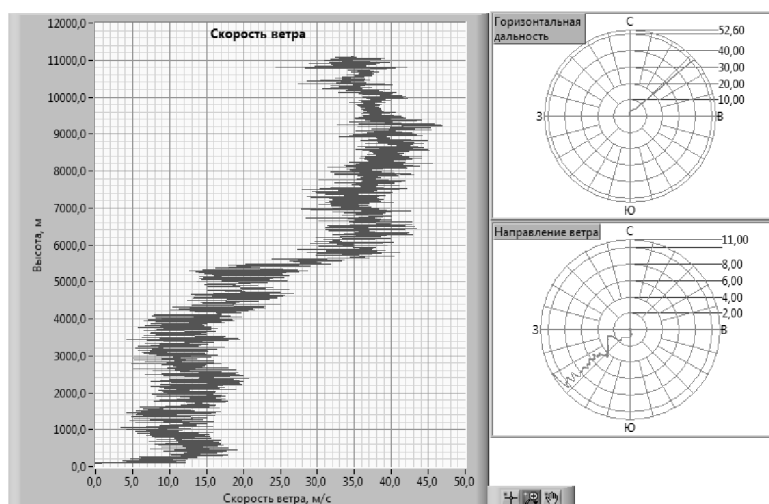 Скорость ветра
12000,0
11000,0
10000,0
9000,0
8000,0
7000,0
6000,0
5000,0
4000,0
3000,0
2000,0
1000,0
0,0
Высота, м
0,0 5,0 10,0 15,0 20,0 25,0 30,0 35,0 40,0 45,0 50,0
Скорость ветра, м/с
Горизонтальная
дальность
С
52,60
40,00
30,00
20,00
10,00
З В
Ю
Направление ветра
С
11,00
8,00
6,00
4,00
2,00
З В
Ю